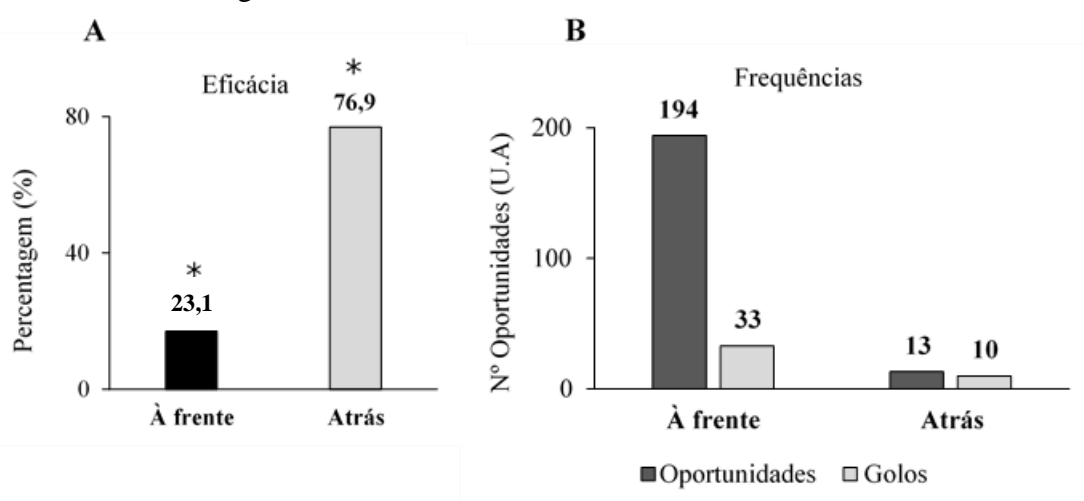 A
Eficácia
*
76,9
80
Percentagem (%)
40
*
23,1
0
À frente
Atrás
B
Frequências
194
200
Nº Oportunidades (U.A)
100
33
13
10
0
À frente
Atrás
Oportunidades
Golos